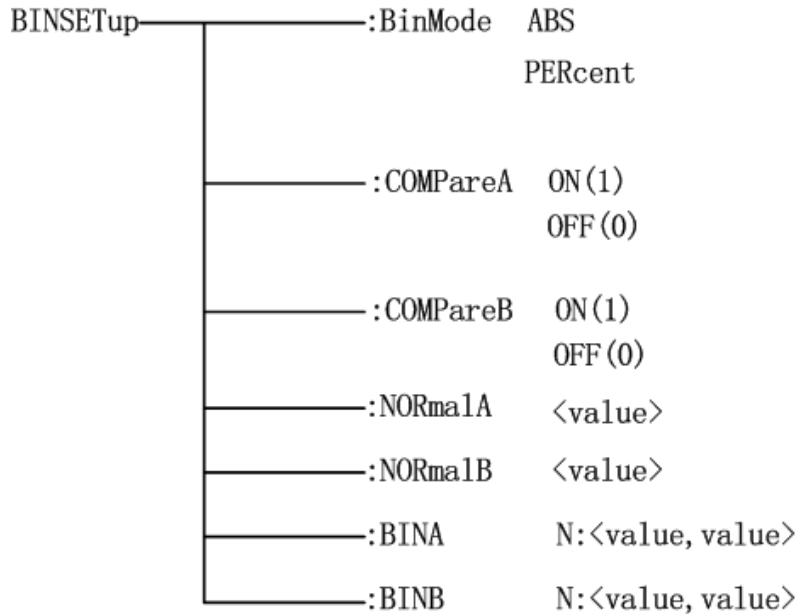 BINSETup :BinMode ABS
PERcent
:COMPareA ON(1)
OFF(0)
:COMPareB ON(1)
OFF(0)
:NORmalA <value>
:NORmalB <value>
:BINA N:<value,value>
:BINB N:<value,value>